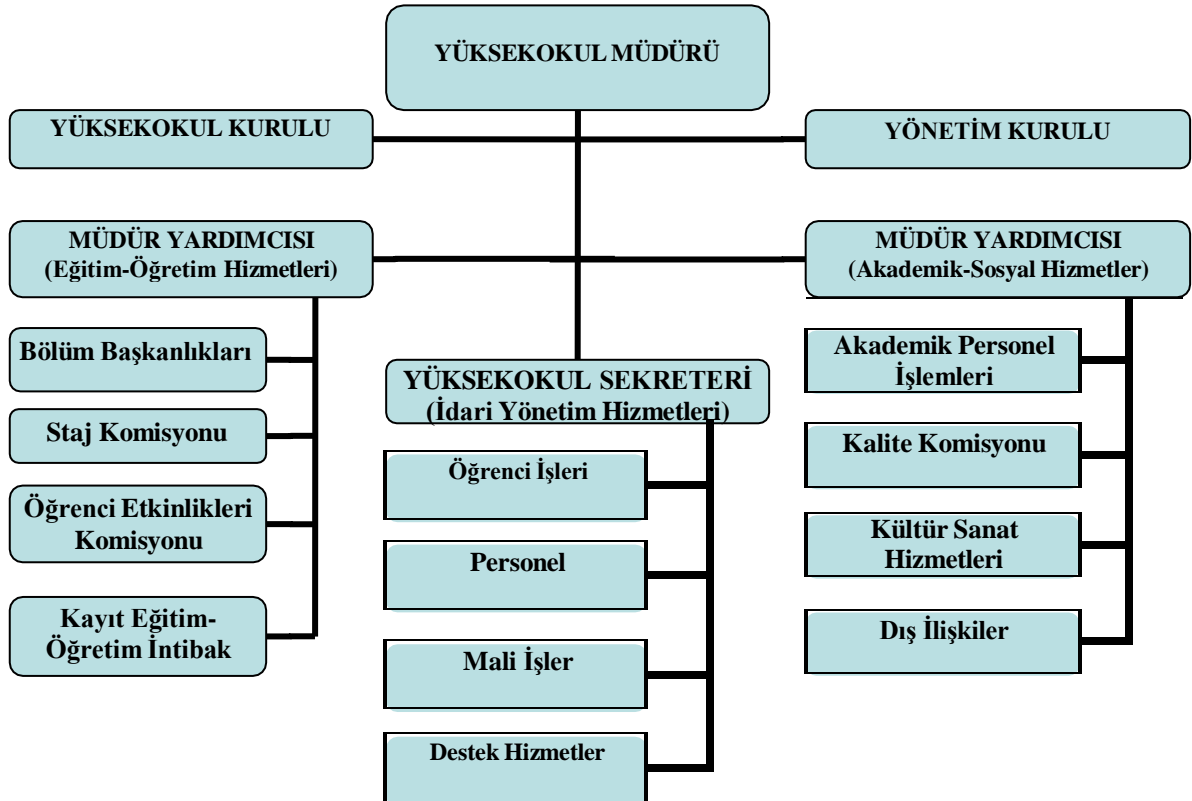 YÜKSEKOKUL MÜDÜRÜ
YÜKSEKOKUL KURULU
YÖNETİM KURULU
MÜDÜR YARDIMCISI
(Eğitim-Öğretim Hizmetleri)
MÜDÜR YARDIMCISI
(Akademik-Sosyal Hizmetler)
Bölüm Başkanlıkları
Staj Komisyonu
Öğrenci Etkinlikleri
Komisyonu
Kayıt Eğitim-
Öğretim İntibak
YÜKSEKOKUL SEKRETERİ
(İdari Yönetim Hizmetleri)
Öğrenci İşleri
Personel
Mali İşler
Destek Hizmetler
Akademik Personel
İşlemleri
Kalite Komisyonu
Kültür Sanat
Hizmetleri
Dış İlişkiler